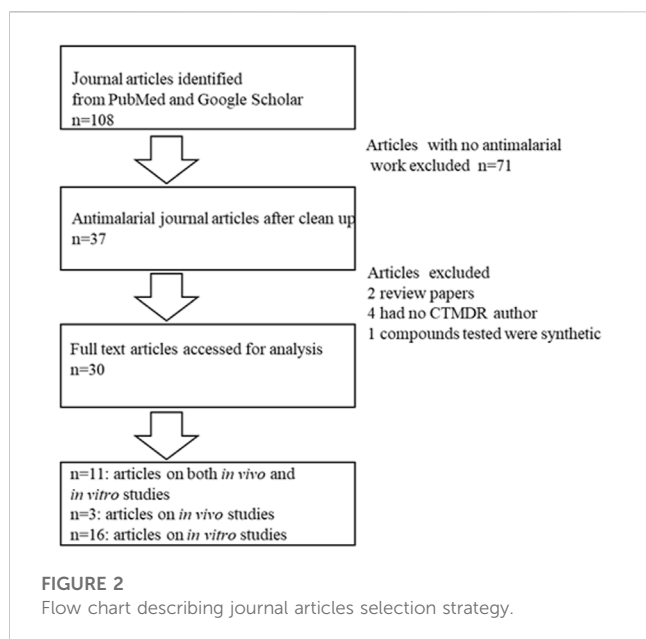 Journal articles identified
from PubMed and Google Scholar
n=108
Articles with no antimalarial
work excluded n=71
Antimalarial journal articles after clean up
n=37
Articles excluded
2 review papers
4 had no CTMDR author
1 compounds tested were synthetic
Full text articles accessed for analysis
n=30
n=11: articles on both in vivo and
in vitro studies
n=3: articles on in vivo studies
n=16: articles on in vitro studies
FIGURE 2
Flow chart describing journal articles selection strategy.